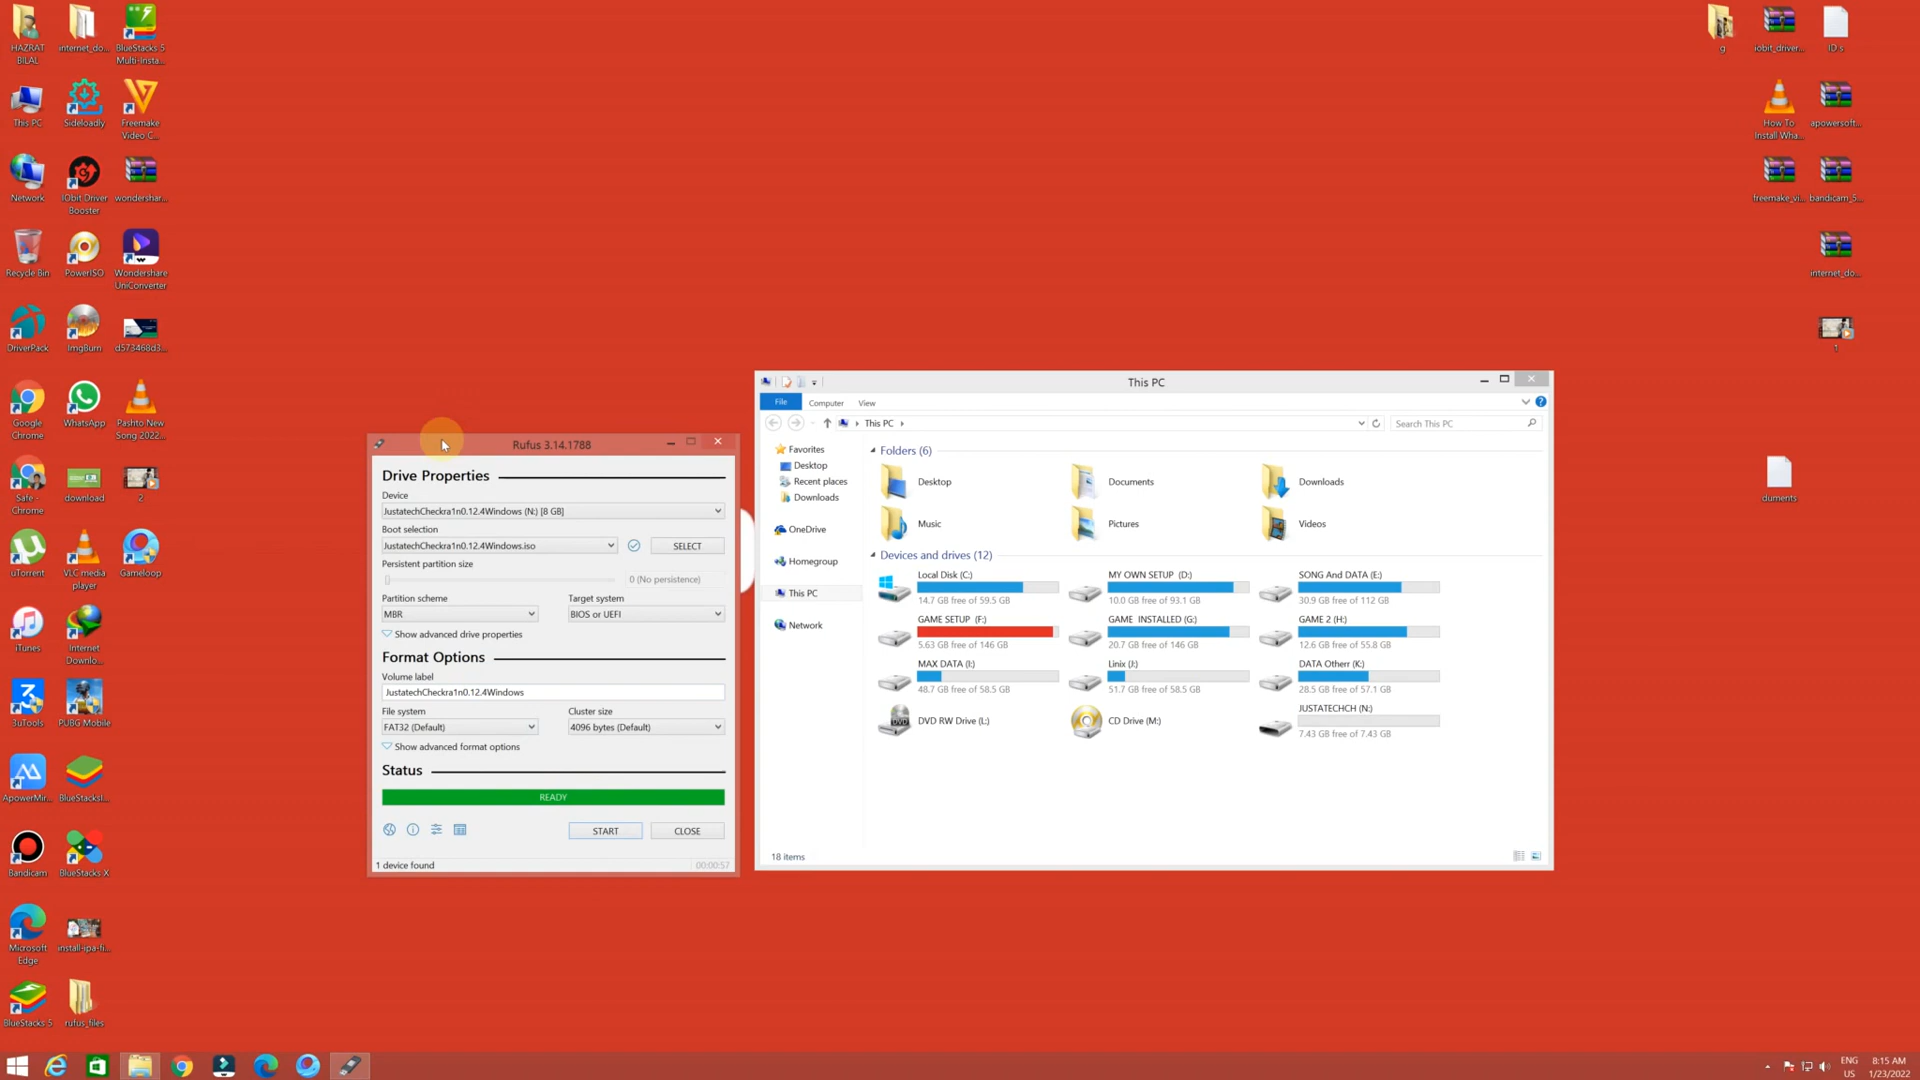 HAZRAT
BILAL
internet_do...
BlueStacks 5
Multi-Insta...
This PC
Sideloadly
Freemake
Video C...
Network
IObit Driver
Booster
wondershar...
Recycle Bin
PowerISO
Wondershare
UniConverter
DriverPack
ImgBurn
d573468d3...
Google
Chrome
WhatsApp
Pashto New
Song 2022...
Safe -
Chrome
download
2
uTorrent
VLC media
player
Gameloop
iTunes
Internet
Downlo...
3uTools
PUBG Mobile
ApowerMir...
BlueStacksI...
Bandicam
BlueStacks X
Microsoft
Edge
install-ipa-fi...
BlueStacks 5
rufus_files
g
iobit_driver...
ID,s
How To
Install Wha...
apowersoft...
freemake_vi...
bandicam_5...
internet_do...
1
duments
Rufus 3.14.1788
Drive Properties
Device
JustatechCheckra1n0.12.4Windows (N:) [8 GB]
Boot selection
JustatechCheckra1n0.12.4Windows.iso
SELECT
Persistent partition size
0 (No persistence)
Partition scheme
Target system
MBR
BIOS or UEFI
Show advanced drive properties
Format Options
Volume label
JustatechCheckra1n0.12.4Windows
File system
Cluster size
FAT32 (Default)
4096 bytes (Default)
Show advanced format options
Status
READY
START
CLOSE
1 device found
00:00:57
This PC
File
Computer
View
This PC
Search This PC
Favorites
Desktop
Recent places
Downloads
OneDrive
Homegroup
This PC
Network
Folders (6)
Desktop
Documents
Downloads
Music
Pictures
Videos
Devices and drives (12)
Local Disk (C:)
14.7 GB free of 59.5 GB
MY OWN SETUP (D:)
10.0 GB free of 93.1 GB
SONG And DATA (E:)
30.9 GB free of 112 GB
GAME SETUP (F:)
5.63 GB free of 146 GB
GAME INSTALLED (G:)
20.7 GB free of 146 GB
GAME 2 (H:)
12.6 GB free of 55.8 GB
MAX DATA (I:)
48.7 GB free of 58.5 GB
Linix (J:)
51.7 GB free of 58.5 GB
DATA Otherr (K:)
28.5 GB free of 57.1 GB
DVD RW Drive (L:)
CD Drive (M:)
JUSTATECHCH (N:)
7.43 GB free of 7.43 GB
18 items
ENG
US
8:15 AM
1/23/2022